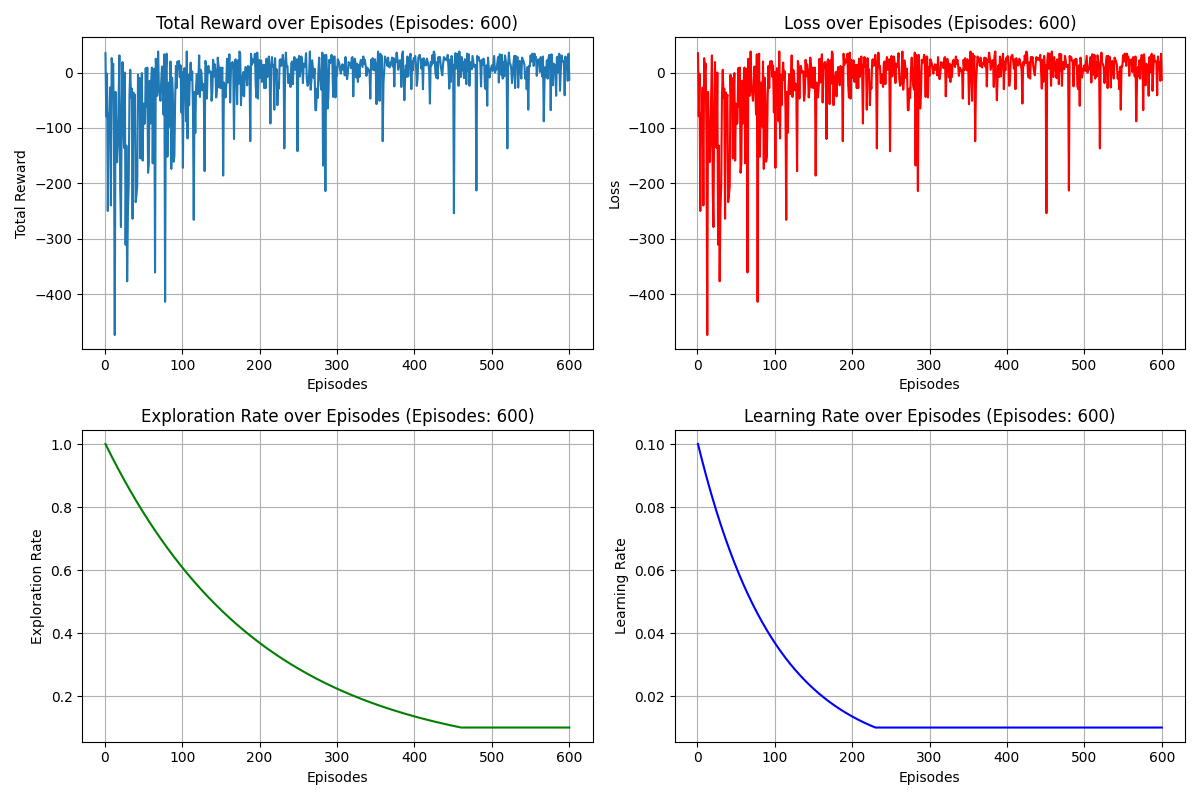 Total Reward over Episodes (Episodes: 600)
Total Reward
0
−100
−200
−300
−400
0 100 200 300 400 500 600
Episodes
Loss over Episodes (Episodes: 600)
Loss
0
−100
−200
−300
−400
0 100 200 300 400 500 600
Episodes
Exploration Rate over Episodes (Episodes: 600)
Exploration Rate
1.0
0.8
0.6
0.4
0.2
0 100 200 300 400 500 600
Episodes
Learning Rate over Episodes (Episodes: 600)
Learning Rate
0.10
0.08
0.06
0.04
0.02
0 100 200 300 400 500 600
Episodes